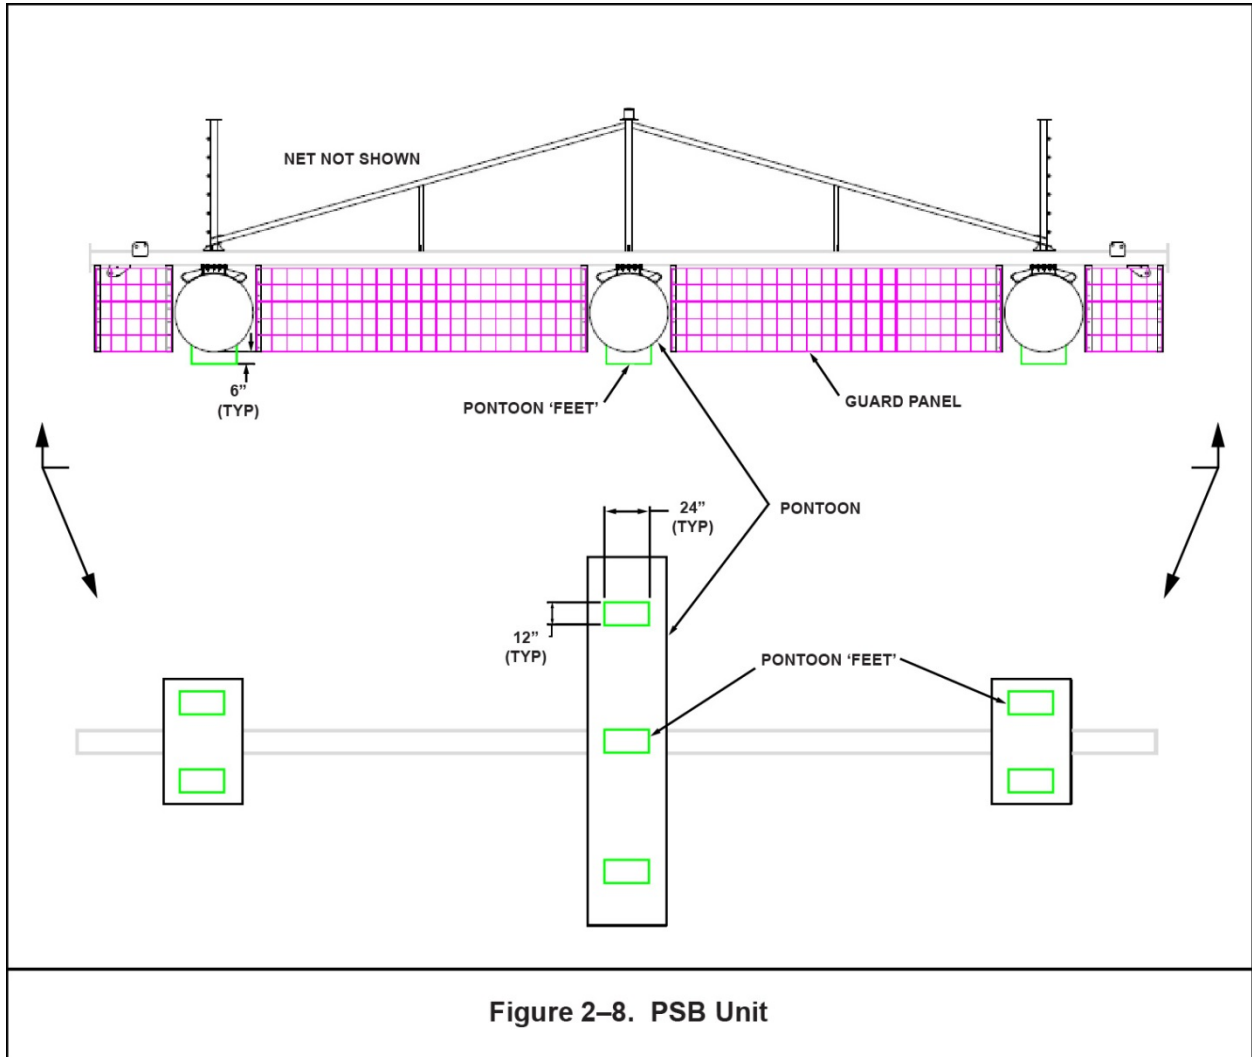 NET NOT SHOWN
6”
(TYP)
PONTOON ‘FEET’
GUARD PANEL
24”
(TYP)
PONTOON
12”
(TYP)
PONTOON ‘FEET’
Figure 2–8. PSB Unit